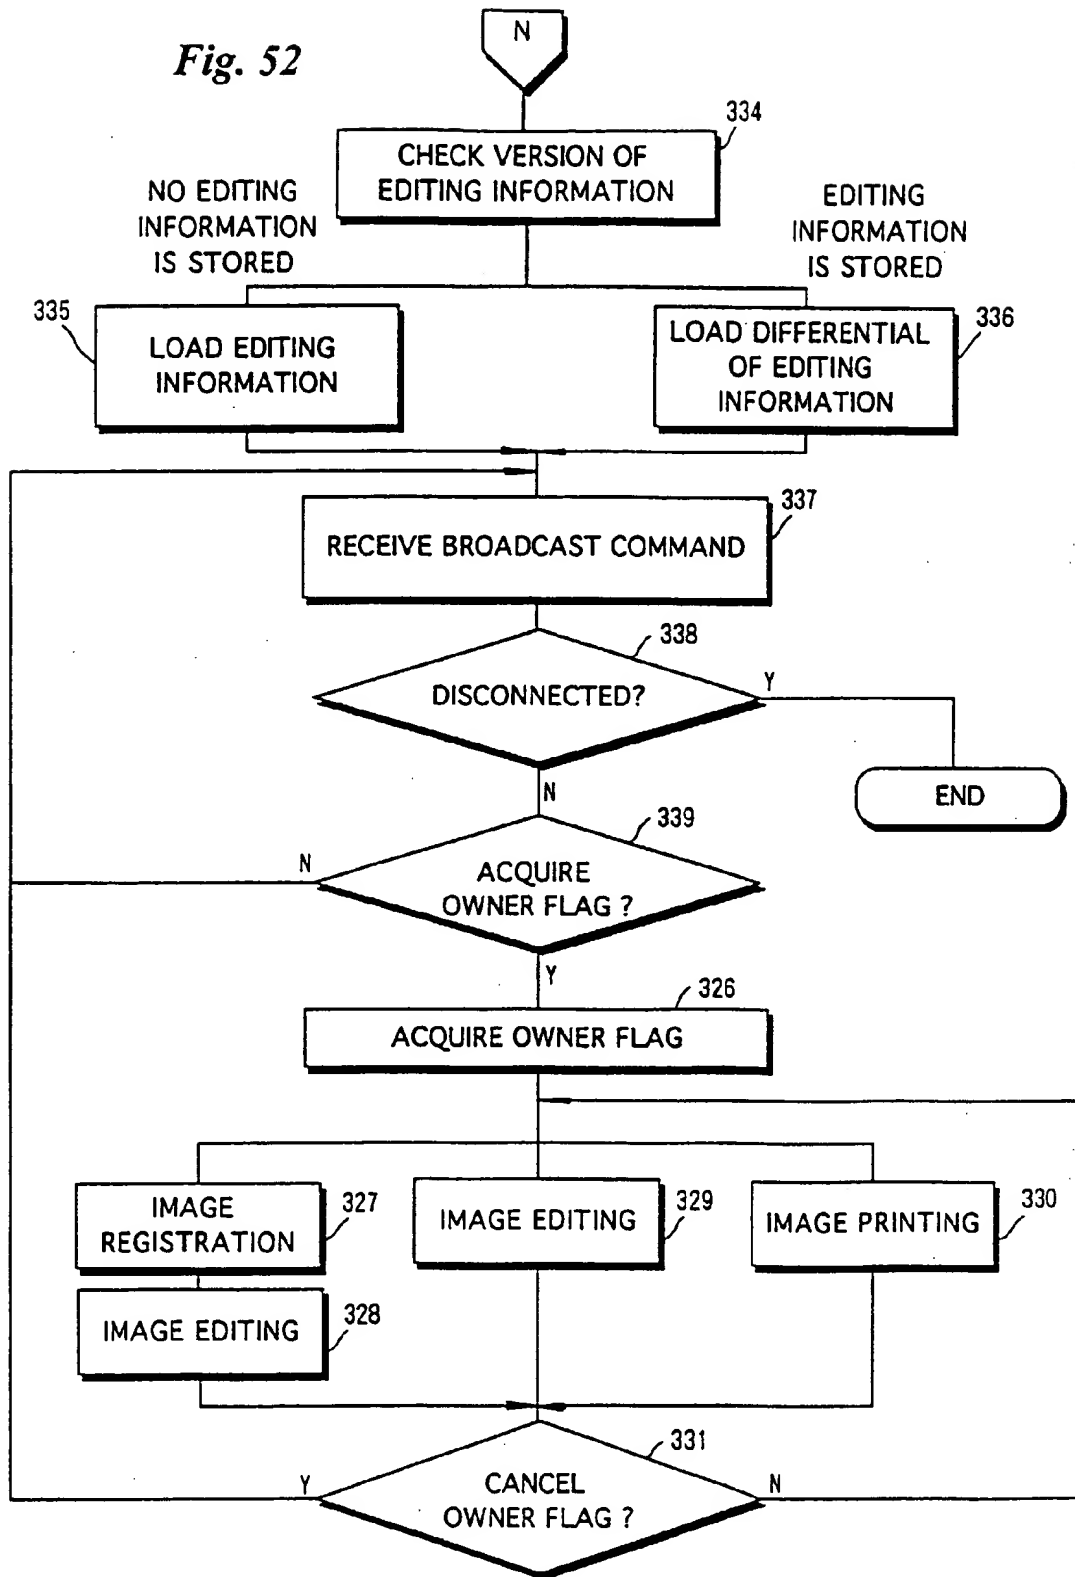 Fig. 52
N
334
CHECK VERSION OF
EDITING INFORMATION
NO EDITING
INFORMATION
IS STORED
EDITING
INFORMATION
IS STORED
335
LOAD EDITING
INFORMATION
LOAD DIFFERENTIAL
OF EDITING
INFORMATION
336
337
RECEIVE BROADCAST COMMAND
338
DISCONNECTED?
Y
N
END
339
N
ACQUIRE
OWNER FLAG ?
Y
326
ACQUIRE OWNER FLAG
IMAGE
REGISTRATION
327
IMAGE EDITING
329
IMAGE PRINTING
330
IMAGE EDITING
328
331
Y
CANCEL
OWNER FLAG ?
N